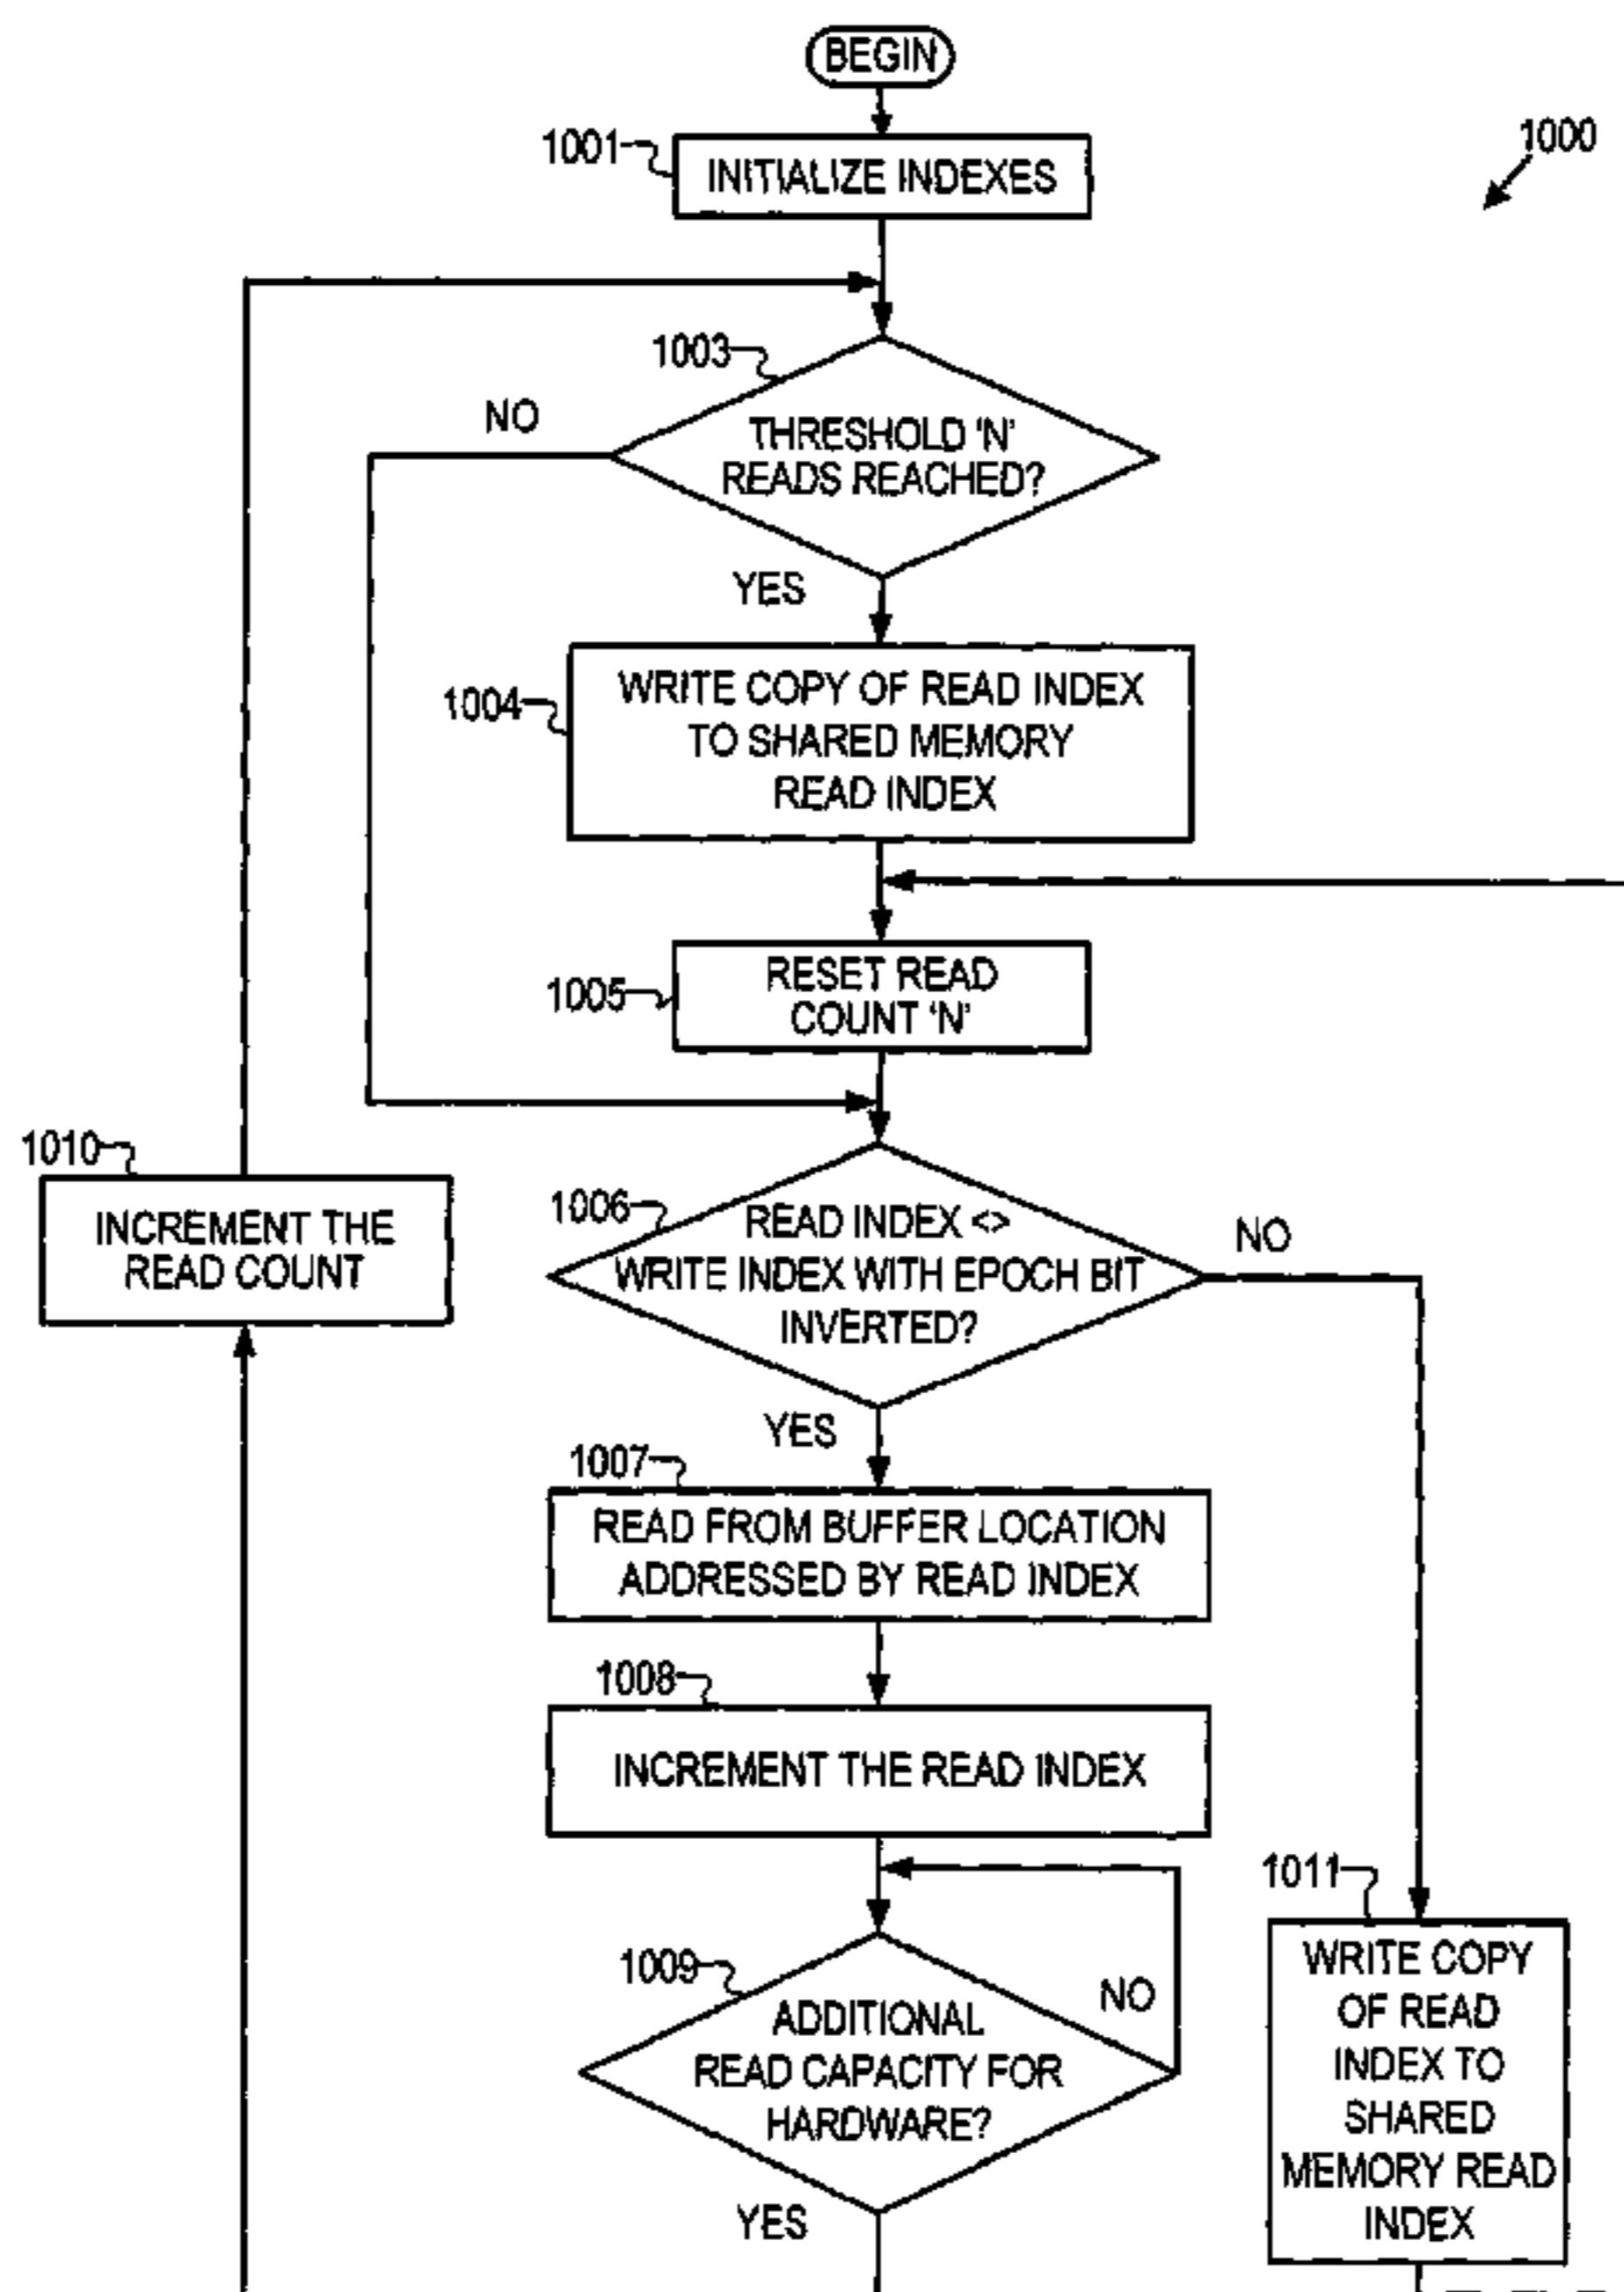 BEGIN
1000
1001
INITIALIZE INDEXES
1003
NO
THRESHOLD 'N'
READS REACHED?
YES
1004
WRITE COPY OF READ INDEX
TO SHARED MEMORY
READ INDEX
1005
RESET READ
COUNT 'N'
1010
INCREMENT THE
READ COUNT
1006
READ INDEX <>
WRITE INDEX WITH EPOCH BIT
INVERTED?
NO
YES
1007
READ FROM BUFFER LOCATION
ADDRESSED BY READ INDEX
1008
INCREMENT THE READ INDEX
1009
ADDITIONAL
READ CAPACITY FOR
HARDWARE?
NO
YES
1011
WRITE COPY
OF READ
INDEX TO
SHARED
MEMORY READ
INDEX